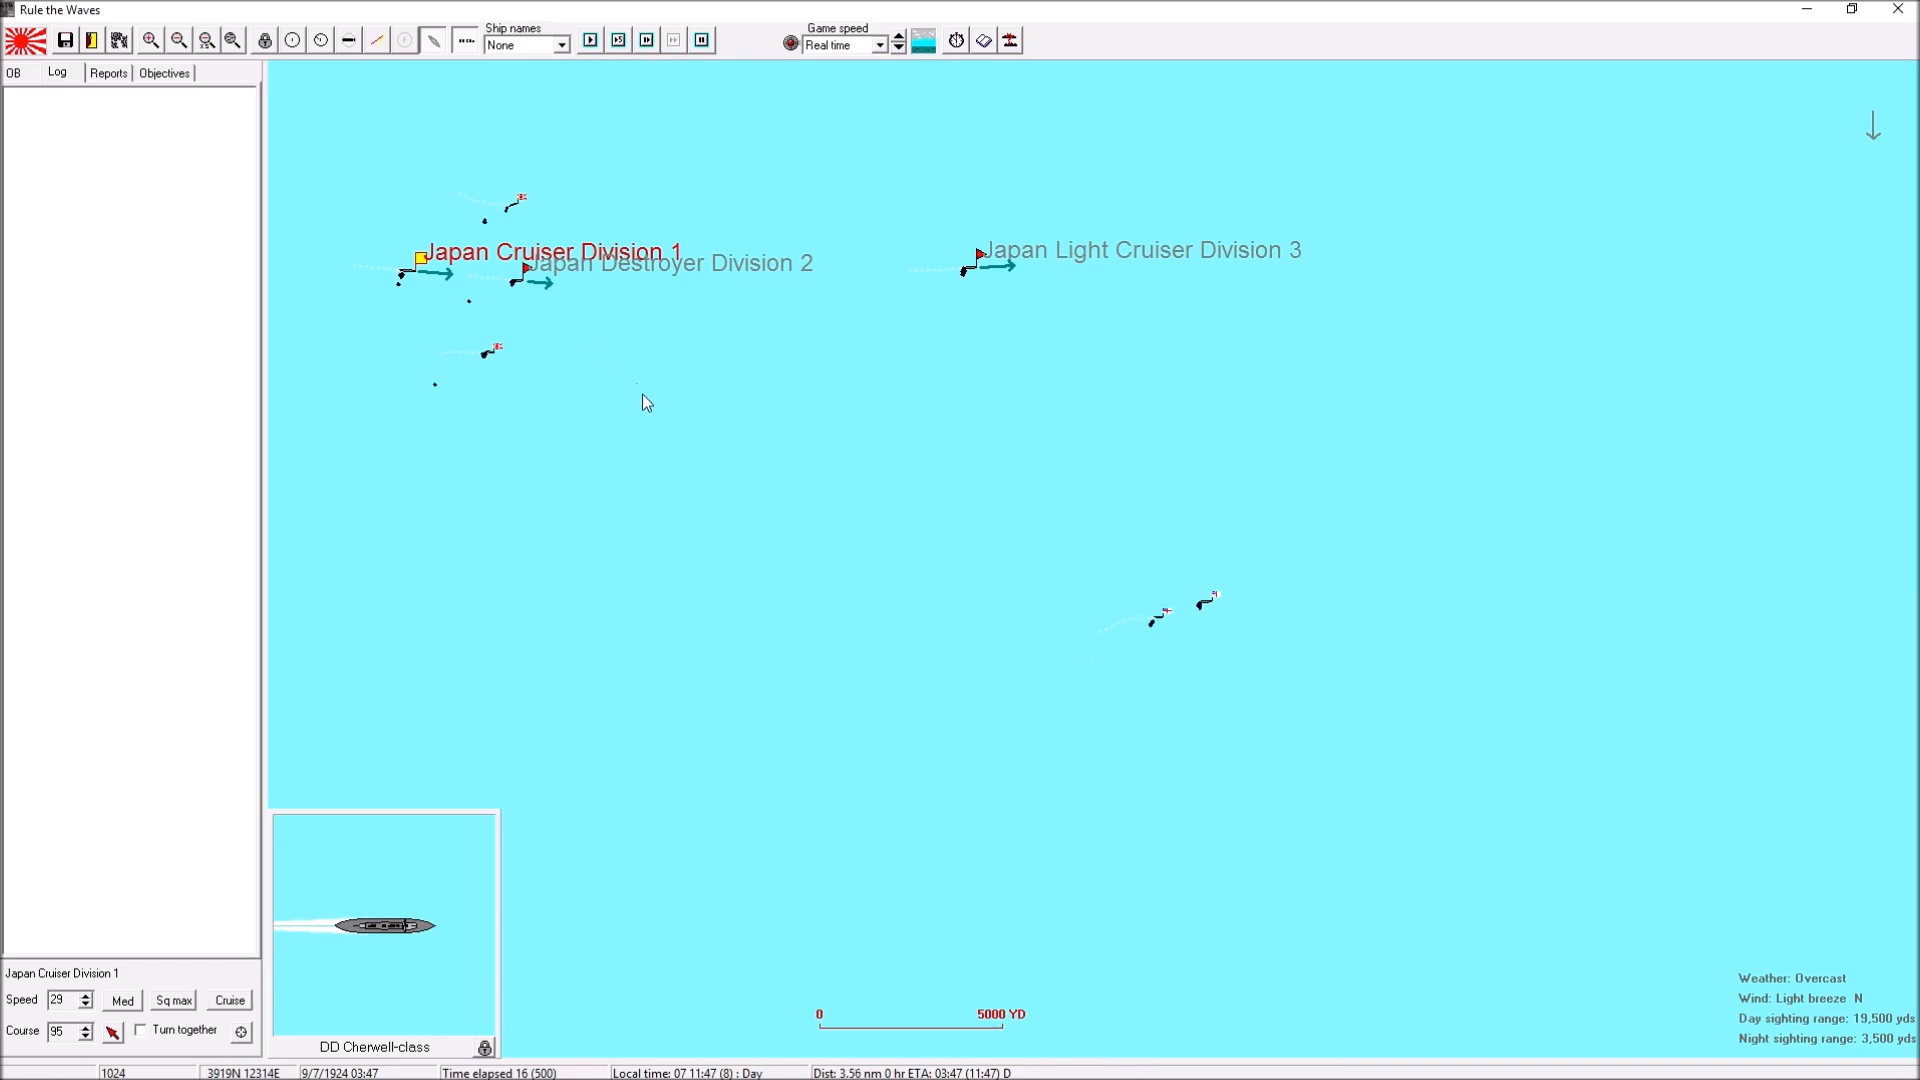 Rule the Waves
Ship names
None
Game speed
Real time
OB
Log
Reports
Objectives
Japan Cruiser Division 1
Japan Destroyer Division 2
Japan Light Cruiser Division 3
Japan Cruiser Division 1
Speed 29 Med Sq max Cruise
Course 95 Turn together
DD Cherwell-class
0 5000 YD
Weather: Overcast
Wind: Light breeze N
Day sighting range: 19,500 yds
Night sighting range: 3,500 yds
1024 3919N 12314E 9/7/1924 03:47 Time elapsed 16 (500) Local time: 07 11:47 (8) : Day Dist: 3.56 nm 0 hr ETA: 03:47 (11:47) D